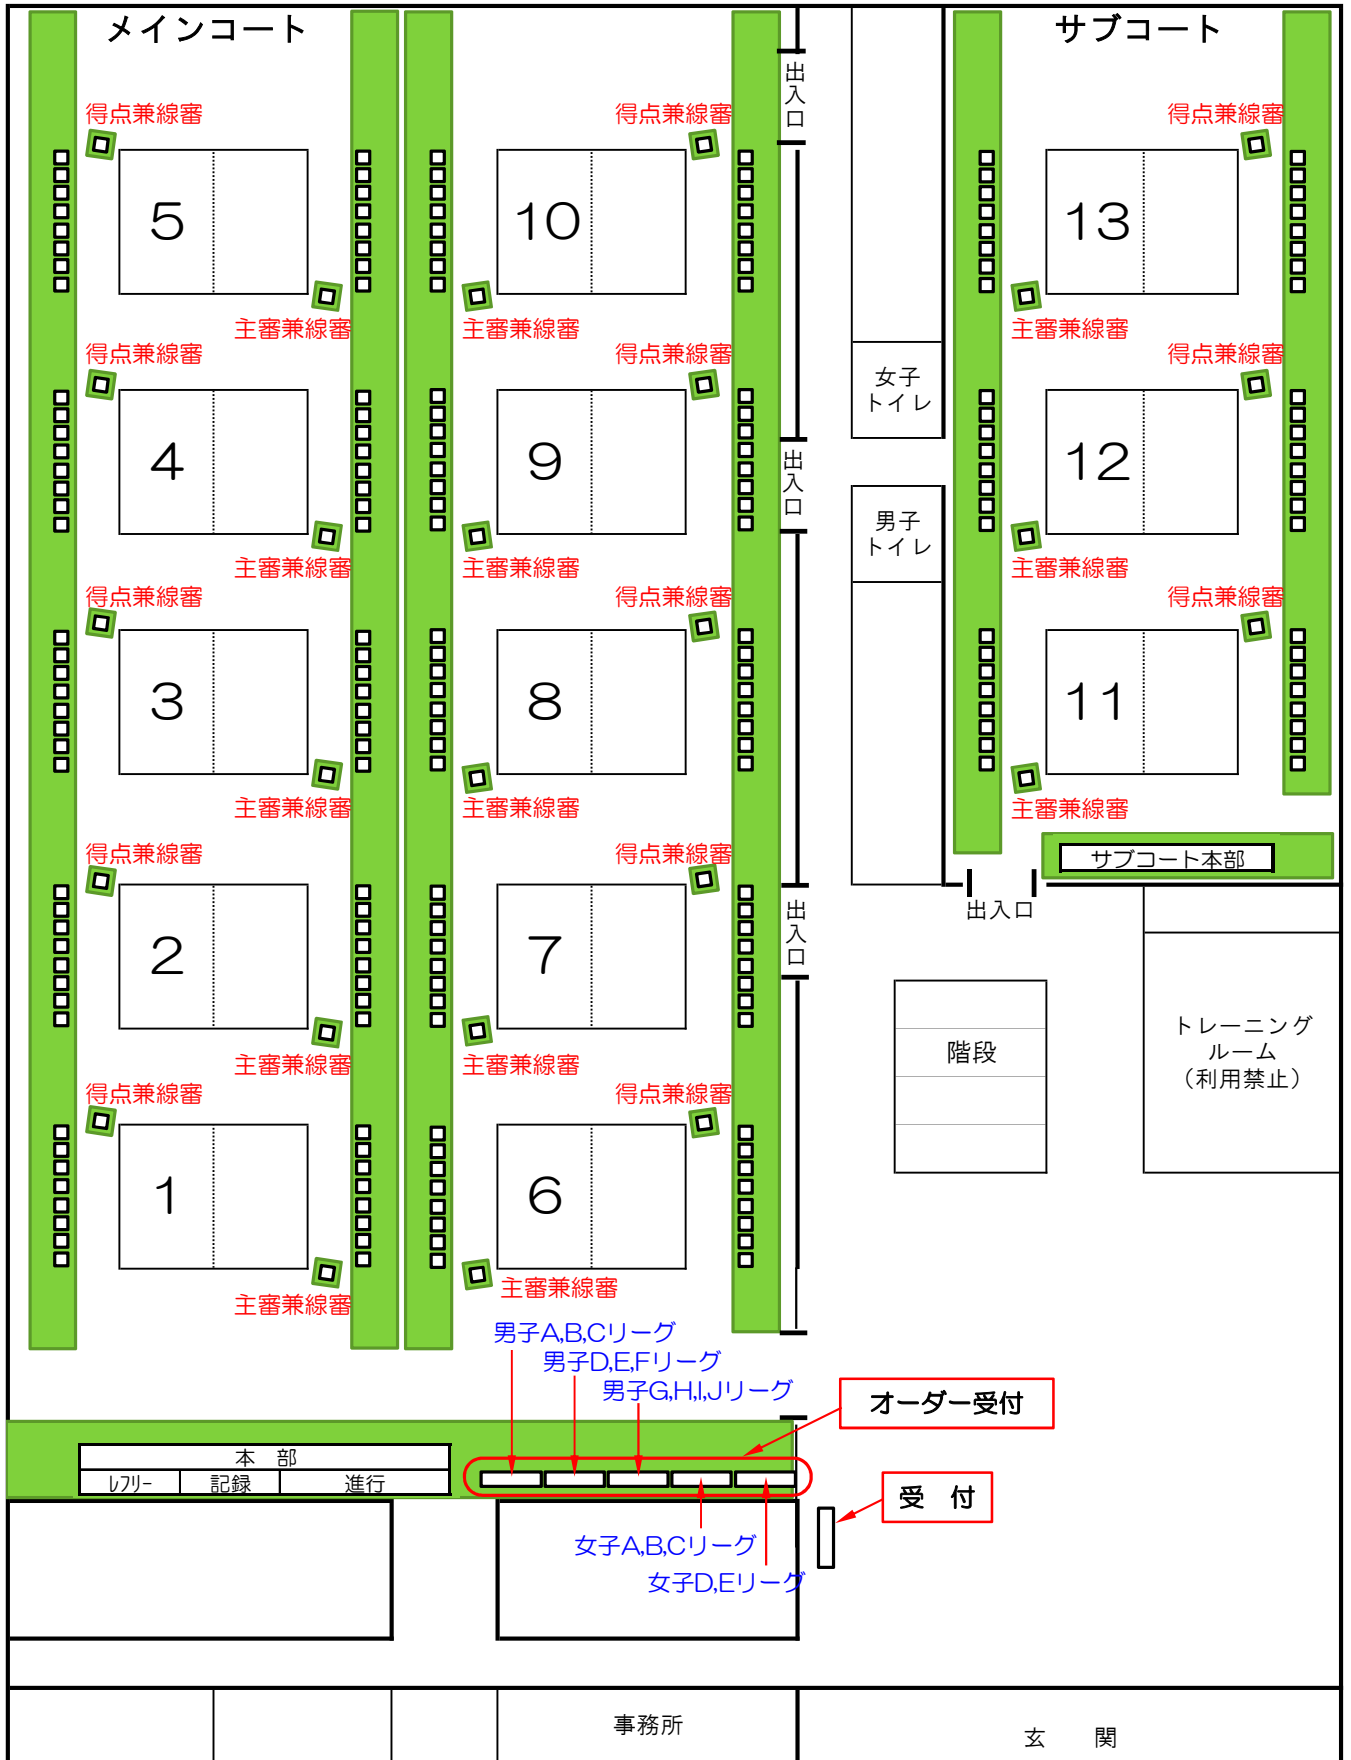 メインコート
サブコート
出入口
得点兼線審
得点兼線審
得点兼線審
5
10
13
主審兼線審
主審兼線審
主審兼線審
得点兼線審
得点兼線審
得点兼線審
女子
トイレ
4
9
12
出入口
男子
トイレ
主審兼線審
主審兼線審
主審兼線審
得点兼線審
得点兼線審
得点兼線審
3
8
11
主審兼線審
主審兼線審
主審兼線審
得点兼線審
得点兼線審
サブコート本部
出入口
出入口
2
7
トレーニング
ルーム
（利用禁止）
階段
主審兼線審
主審兼線審
得点兼線審
得点兼線審
1
6
主審兼線審
主審兼線審
男子A,B,Cリーグ
男子D,E,Fリーグ
男子G,H,I,Jリーグ
オーダー受付
本　部
ﾚﾌﾘｰ
記録
進行
受　付
女子A,B,Cリーグ
女子D,Eリーグ
事務所
玄　関